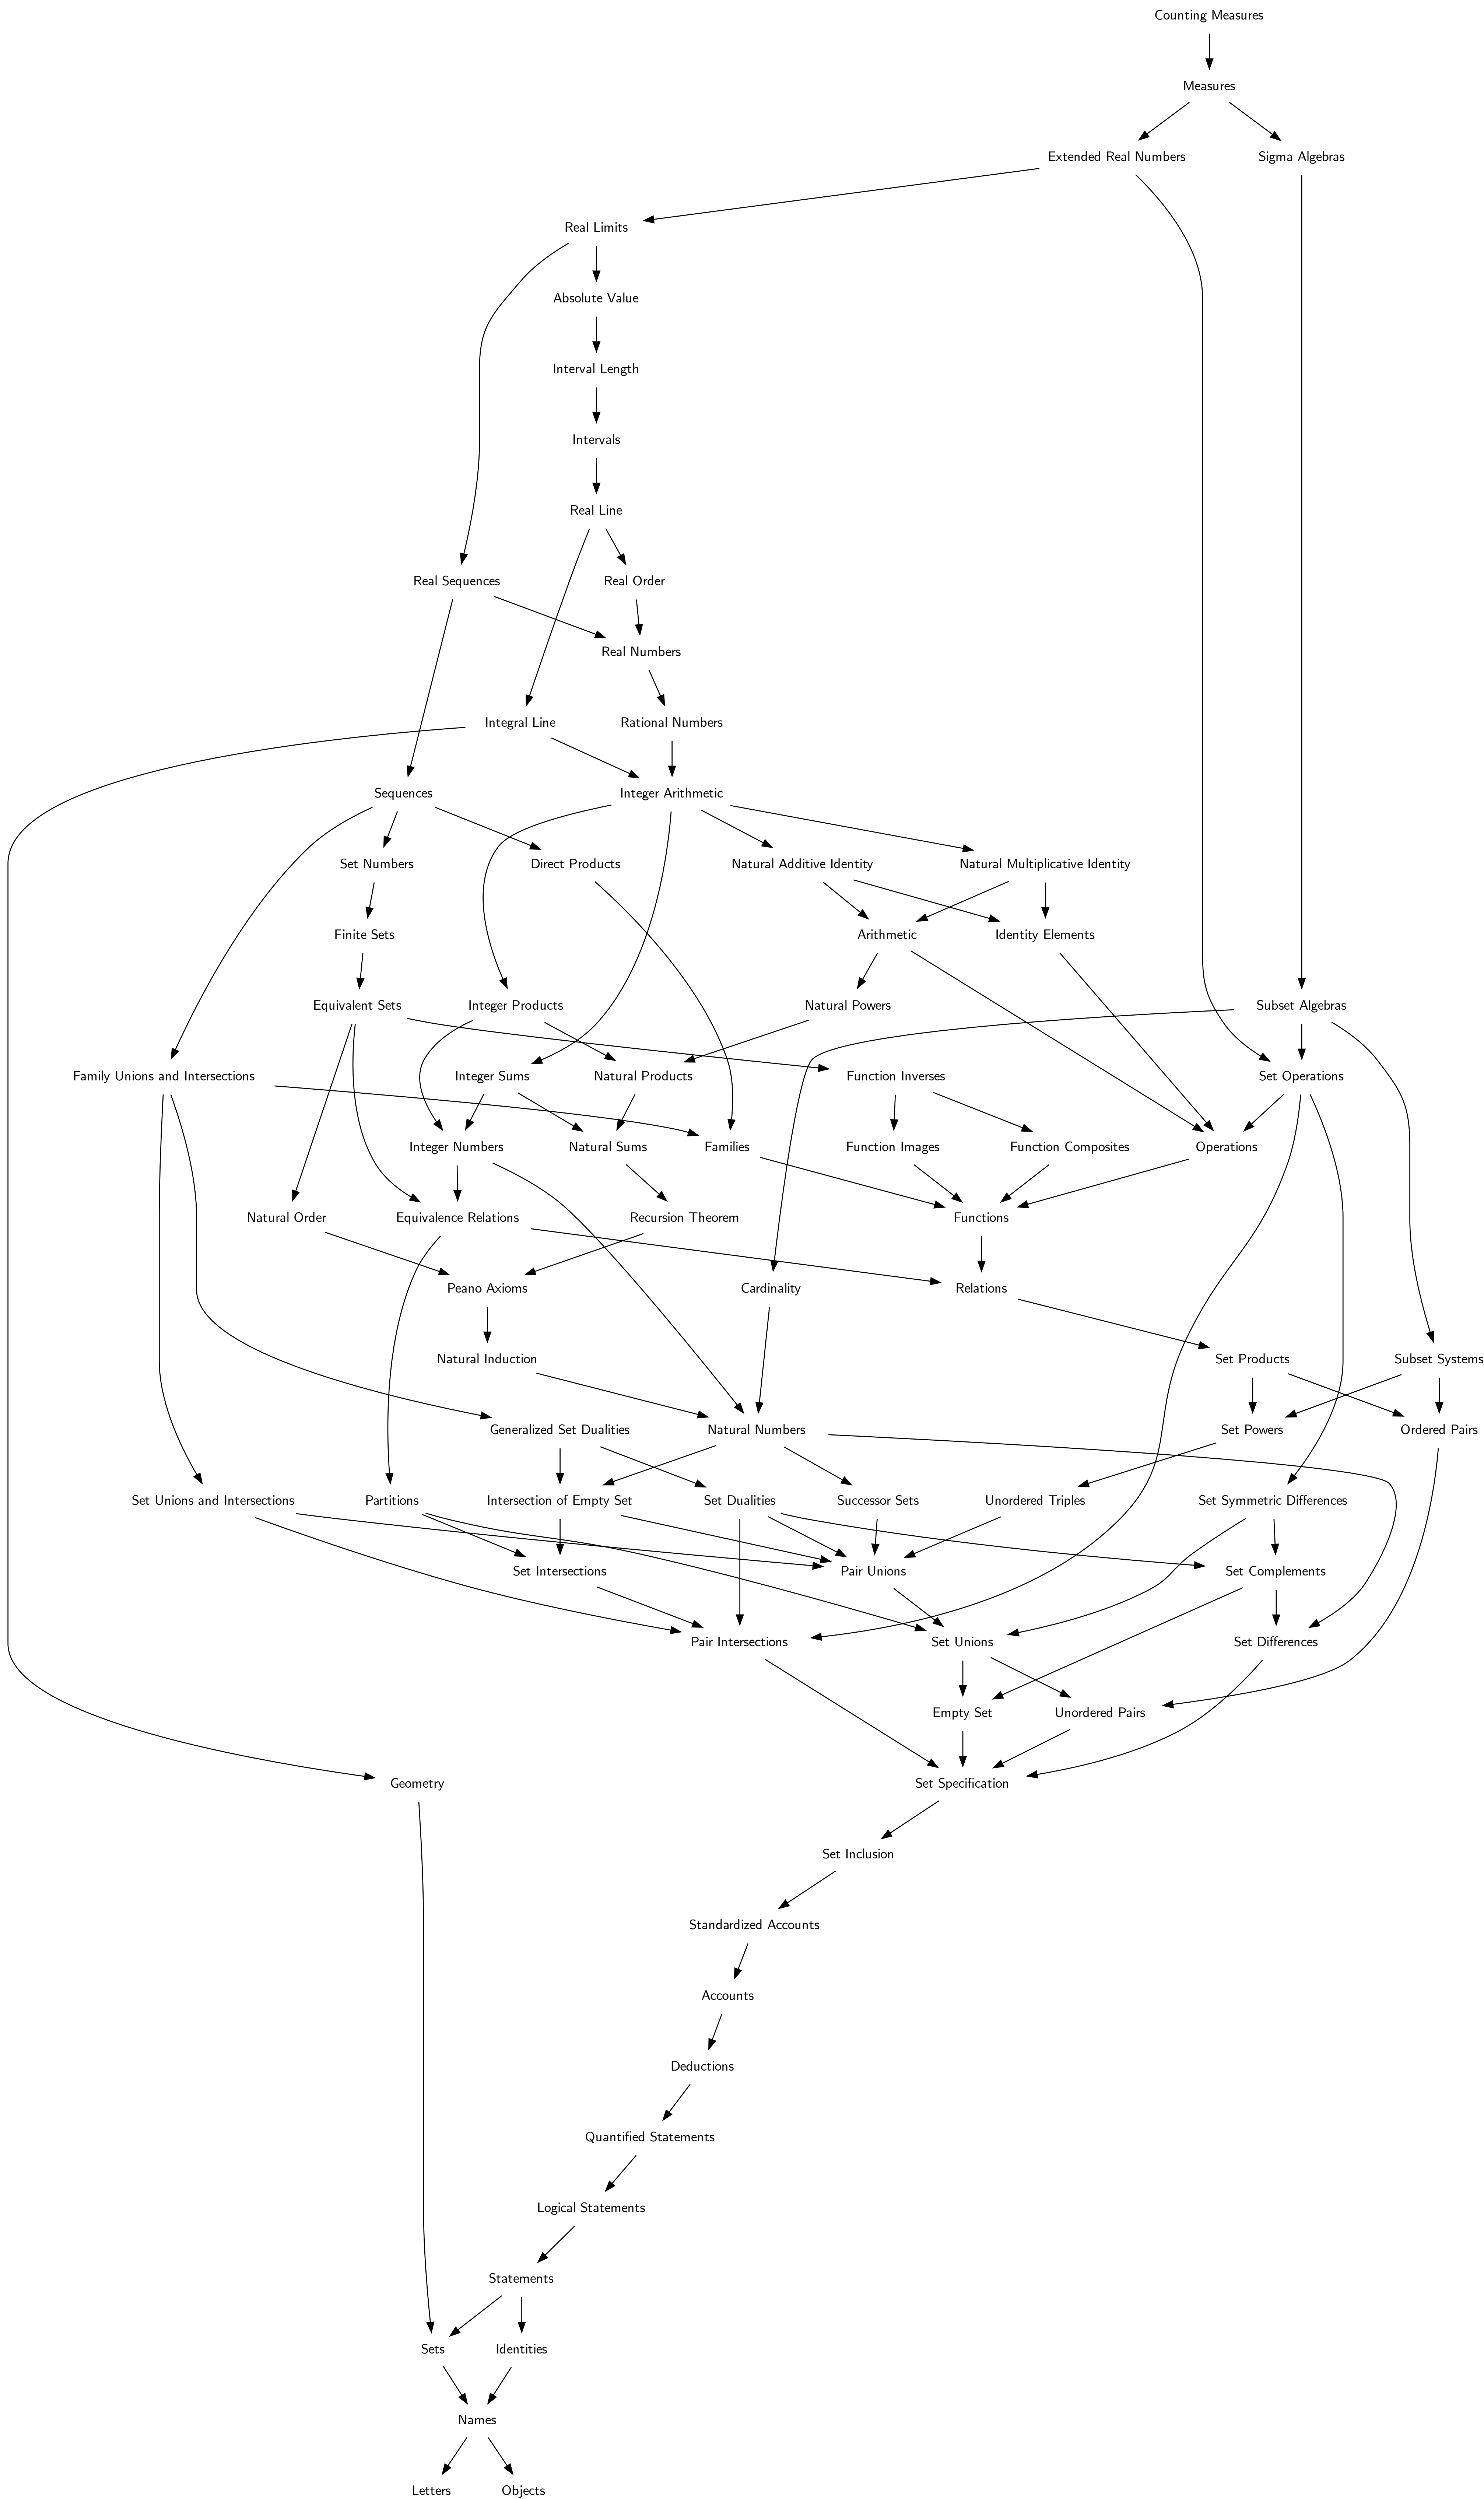 Counting Measures
Measures
Extended Real Numbers
Sigma Algebras
Real Limits
Absolute Value
Interval Length
Intervals
Real Line
Real Sequences
Real Order
Real Numbers
Integral Line
Rational Numbers
Sequences
Integer Arithmetic
Set Numbers
Direct Products
Natural Additive Identity
Natural Multiplicative Identity
Finite Sets
Arithmetic
Identity Elements
Equivalent Sets
Integer Products
Natural Powers
Subset Algebras
Family Unions and Intersections
Integer Sums
Natural Products
Function Inverses
Set Operations
Integer Numbers
Natural Sums
Families
Function Images
Function Composites
Operations
Natural Order
Equivalence Relations
Recursion Theorem
Functions
Peano Axioms
Cardinality
Relations
Natural Induction
Set Products
Subset Systems
Generalized Set Dualities
Natural Numbers
Set Powers
Ordered Pairs
Set Unions and Intersections
Partitions
Intersection of Empty Set
Set Dualities
Successor Sets
Unordered Triples
Set Symmetric Differences
Set Intersections
Pair Unions
Set Complements
Pair Intersections
Set Unions
Set Differences
Empty Set
Unordered Pairs
Geometry
Set Specification
Set Inclusion
Standardized Accounts
Accounts
Deductions
Quantified Statements
Logical Statements
Statements
Sets
Identities
Names
Letters
Objects